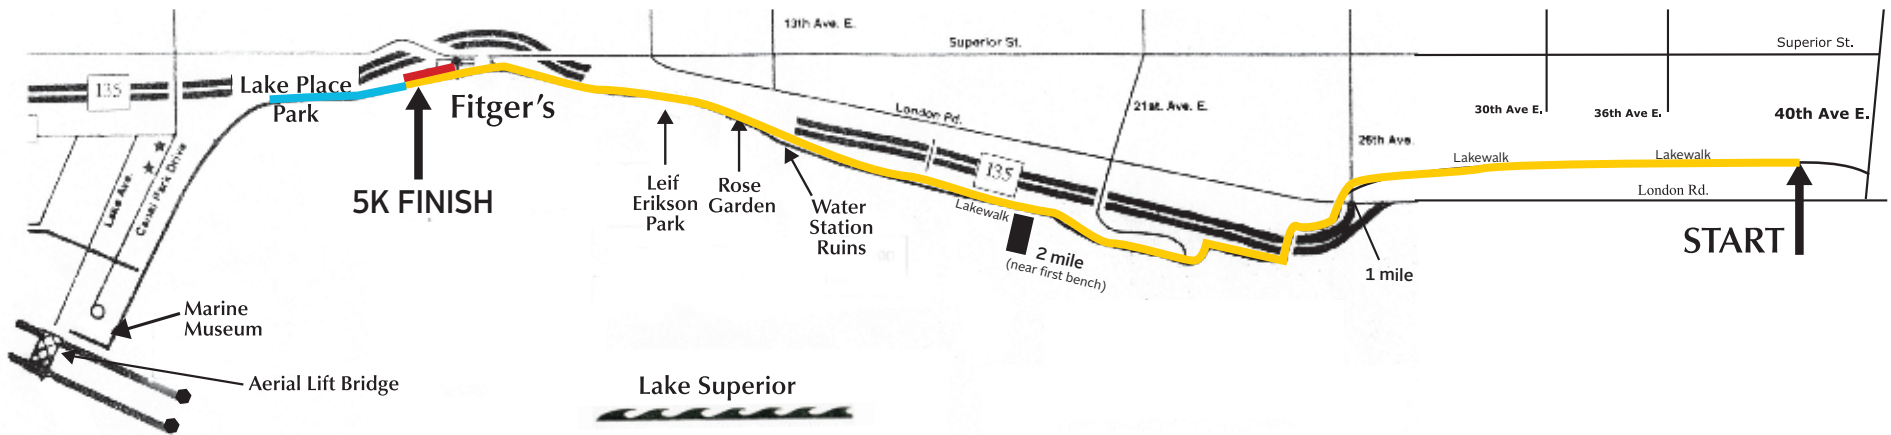 13th Ave. E.
Superior St.
Superior St.
135
Lake Place
Park
Fitger's
London Rd.
21st. Ave. E.
30th Ave E.
36th Ave E.
40th Ave E.
26th Ave.
Lakewalk
Lakewalk
London Rd.
135
5K FINISH
Leif
Erikson
Park
Rose
Garden
Water
Station
Ruins
Lakewalk
2 mile
(near first bench)
1 mile
START
Lake Ave.
Canal Park Drive
Marine
Museum
Aerial Lift Bridge
Lake Superior